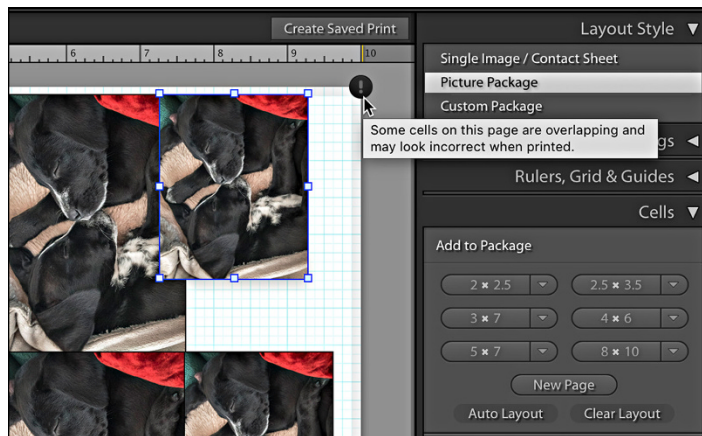 Create Saved Print
Layout Style ▼
6 7 8 9 10
Single Image / Contact Sheet
Picture Package
Custom Package
!
Some cells on this page are overlapping and
may look incorrect when printed.
gs ◀
Rulers, Grid & Guides ◀
Cells ▼
Add to Package
2 × 2.5
2.5 × 3.5
3 × 7
4 × 6
5 × 7
8 × 10
New Page
Auto Layout
Clear Layout